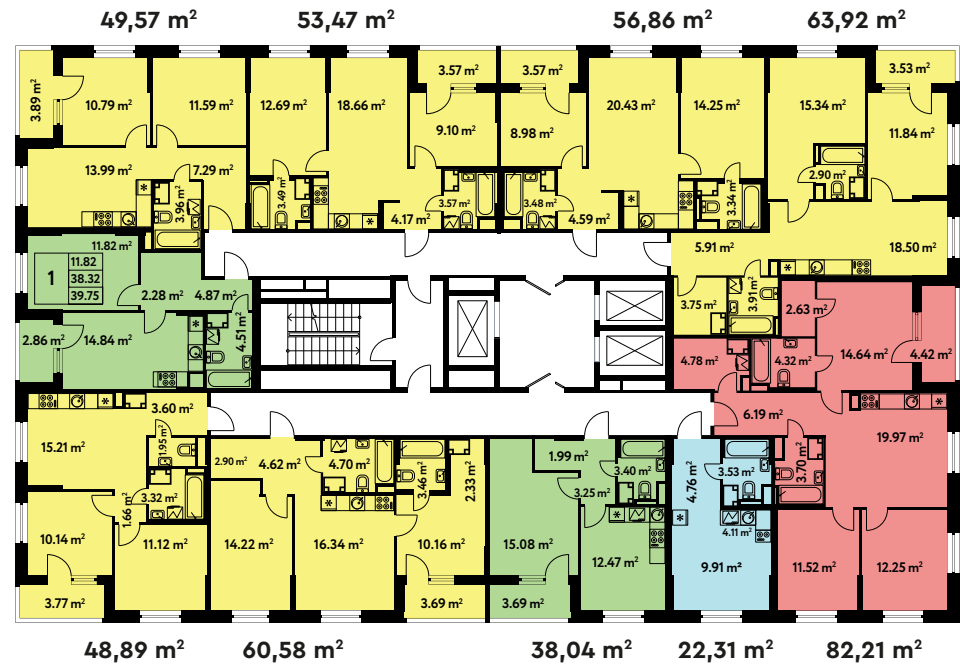 49,57 m²
53,47 m²
56,86 m²
63,92 m²
3.89 m²
10.79 m²
11.59 m²
12.69 m²
18.66 m²
3.57 m²
9.10 m²
3.57 m²
8.98 m²
20.43 m²
14.25 m²
15.34 m²
3.53 m²
11.84 m²
13.99 m²
7.29 m²
3.96 m²
3.49 m²
4.17 m²
3.57 m²
3.48 m²
4.59 m²
3.34 m²
2.90 m²
5.91 m²
18.50 m²
11.82 m²
1
11.82
38.32
39.75
2.28 m²
4.87 m²
3.75 m²
3.91 m²
2.63 m²
2.86 m²
14.84 m²
4.51 m²
4.78 m²
4.32 m²
14.64 m²
4.42 m²
3.60 m²
6.19 m²
15.21 m²
1.95 m²
2.90 m²
4.62 m²
4.70 m²
3.46 m²
2.33 m²
1.99 m²
3.40 m²
3.25 m²
4.76 m²
3.53 m²
3.70 m²
19.97 m²
1.66 m²
3.32 m²
10.14 m²
11.12 m²
14.22 m²
16.34 m²
10.16 m²
15.08 m²
12.47 m²
4.11 m²
9.91 m²
11.52 m²
12.25 m²
3.77 m²
3.69 m²
3.69 m²
48,89 m²
60,58 m²
38,04 m²
22,31 m²
82,21 m²